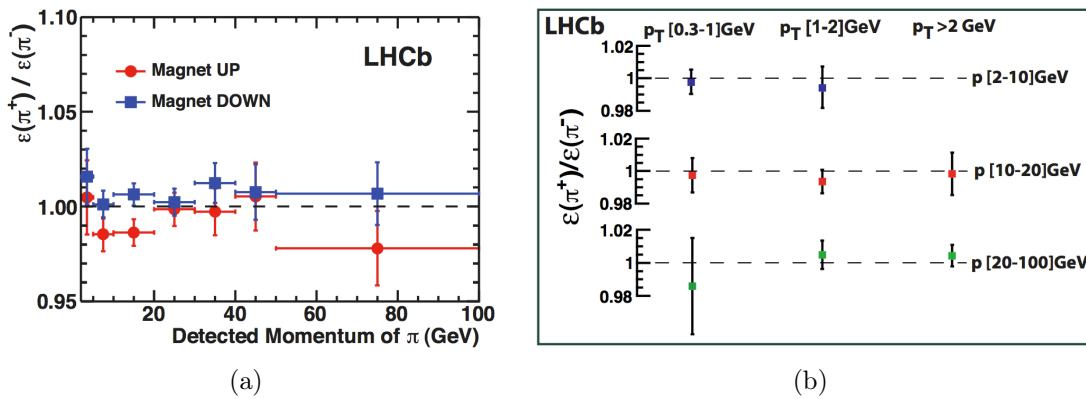 1.10
LHCb
Magnet UP
Magnet DOWN
1.05
1.00
0.95
ε(π⁺) / ε(π⁻)
20 40 60 80 100
Detected Momentum of π (GeV)
(a)
LHCb p_T [0.3-1]GeV p_T [1-2]GeV p_T >2 GeV
1.02
1
0.98
p [2-10]GeV
1.02
1
0.98
p [10-20]GeV
1.02
1
0.98
p [20-100]GeV
ε(π⁺)/ε(π⁻)
(b)